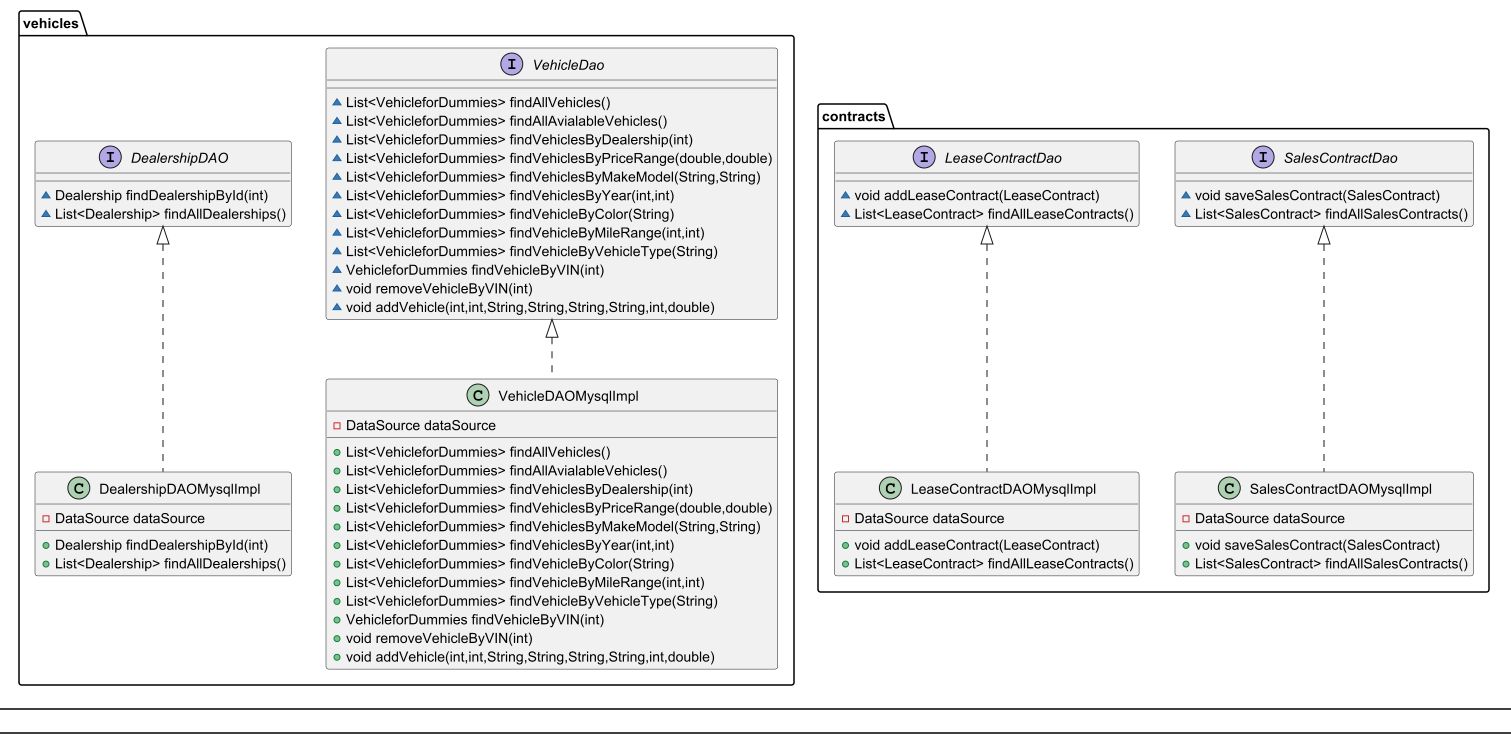 vehicles
I VehicleDao
List<VehicleforDummies> findAllVehicles()
List<VehicleforDummies> findAllAvialableVehicles()
List<VehicleforDummies> findVehiclesByDealership(int)
List<VehicleforDummies> findVehiclesByPriceRange(double,double)
List<VehicleforDummies> findVehiclesByMakeModel(String,String)
List<VehicleforDummies> findVehiclesByYear(int,int)
List<VehicleforDummies> findVehicleByColor(String)
List<VehicleforDummies> findVehicleByMileRange(int,int)
List<VehicleforDummies> findVehicleByVehicleType(String)
VehicleforDummies findVehicleByVIN(int)
void removeVehicleByVIN(int)
void addVehicle(int,int,String,String,String,String,int,double)
I DealershipDAO
Dealership findDealershipById(int)
List<Dealership> findAllDealerships()
C VehicleDAOMysqlImpl
DataSource dataSource
List<VehicleforDummies> findAllVehicles()
List<VehicleforDummies> findAllAvialableVehicles()
List<VehicleforDummies> findVehiclesByDealership(int)
List<VehicleforDummies> findVehiclesByPriceRange(double,double)
List<VehicleforDummies> findVehiclesByMakeModel(String,String)
List<VehicleforDummies> findVehiclesByYear(int,int)
List<VehicleforDummies> findVehicleByColor(String)
List<VehicleforDummies> findVehicleByMileRange(int,int)
List<VehicleforDummies> findVehicleByVehicleType(String)
VehicleforDummies findVehicleByVIN(int)
void removeVehicleByVIN(int)
void addVehicle(int,int,String,String,String,String,int,double)
C DealershipDAOMysqlImpl
DataSource dataSource
Dealership findDealershipById(int)
List<Dealership> findAllDealerships()
contracts
I LeaseContractDao
void addLeaseContract(LeaseContract)
List<LeaseContract> findAllLeaseContracts()
I SalesContractDao
void saveSalesContract(SalesContract)
List<SalesContract> findAllSalesContracts()
C LeaseContractDAOMysqlImpl
DataSource dataSource
void addLeaseContract(LeaseContract)
List<LeaseContract> findAllLeaseContracts()
C SalesContractDAOMysqlImpl
DataSource dataSource
void saveSalesContract(SalesContract)
List<SalesContract> findAllSalesContracts()